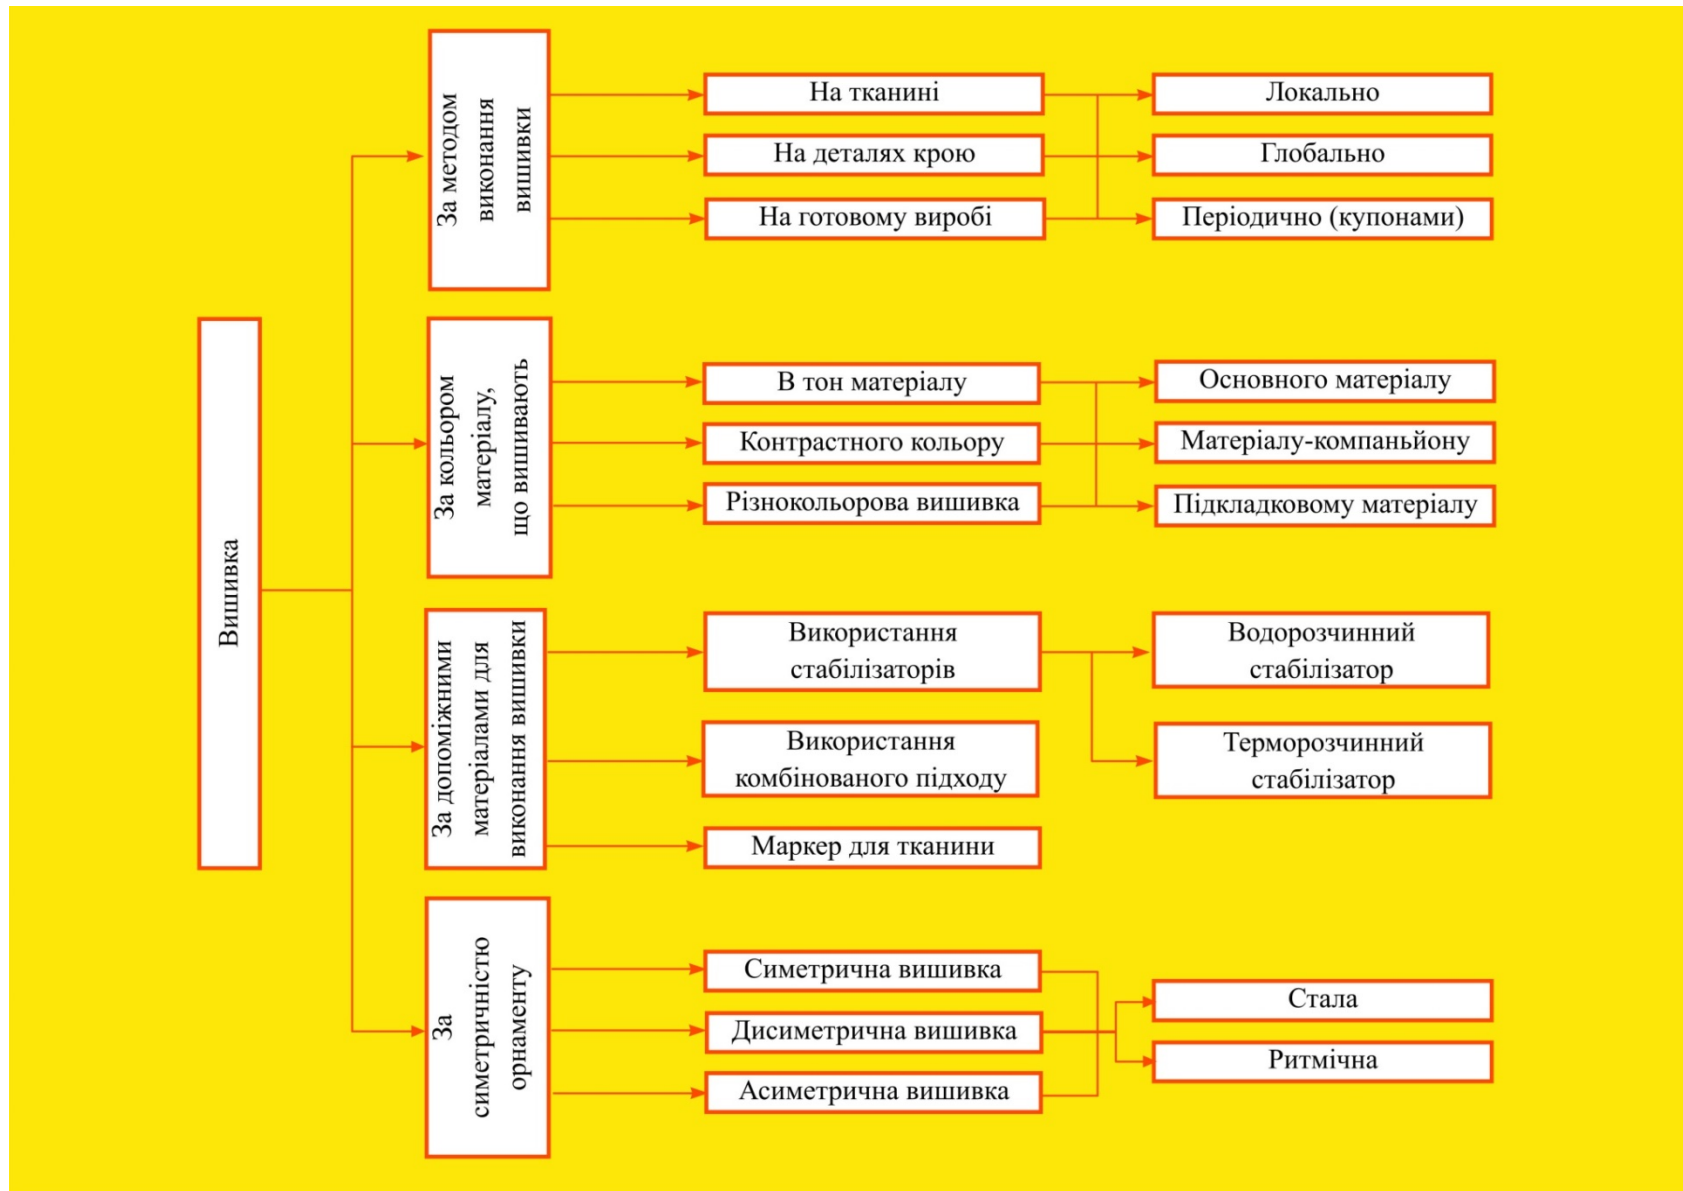 Вишивка
За методом
виконання
вишивки
На тканині
На деталях крою
На готовому виробі
Локально
Глобально
Періодично (купонами)
За кольором
матеріалу,
що вишивають
В тон матеріалу
Контрастного кольору
Різнокольорова вишивка
Основного матеріалу
Матеріалу-компаньйону
Підкладковому матеріалу
За допоміжними
матеріалами для
виконання вишивки
Використання
стабілізаторів
Використання
комбінованого підходу
Маркер для тканини
Водорозчинний
стабілізатор
Терморозчинний
стабілізатор
За
симетричністю
орнаменту
Симетрична вишивка
Дисиметрична вишивка
Асиметрична вишивка
Стала
Ритмічна